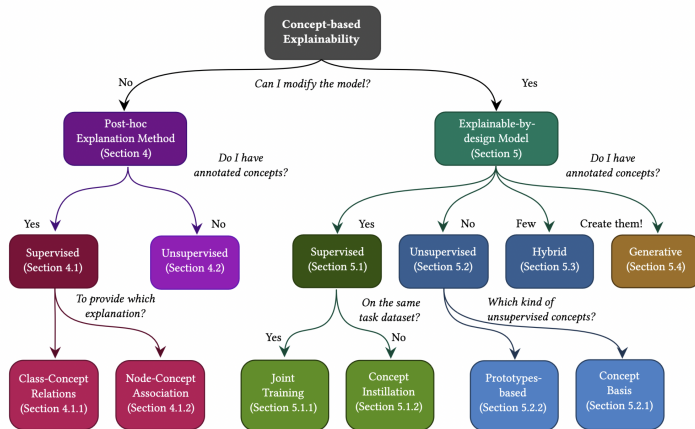 Concept-based
Explainability
No
Can I modify the model?
Yes
Post-hoc
Explanation Method
(Section 4)
Explainable-by-
design Model
(Section 5)
Do I have
annotated concepts?
Do I have
annotated concepts?
Yes
No
Yes
No
Few
Create them!
Supervised
(Section 4.1)
Unsupervised
(Section 4.2)
Supervised
(Section 5.1)
Unsupervised
(Section 5.2)
Hybrid
(Section 5.3)
Generative
(Section 5.4)
To provide which
explanation?
On the same
task dataset?
Which kind of
unsupervised concepts?
Yes
No
Class-Concept
Relations
(Section 4.1.1)
Node-Concept
Association
(Section 4.1.2)
Joint
Training
(Section 5.1.1)
Concept
Instillation
(Section 5.1.2)
Prototypes-
based
(Section 5.2.2)
Concept
Basis
(Section 5.2.1)